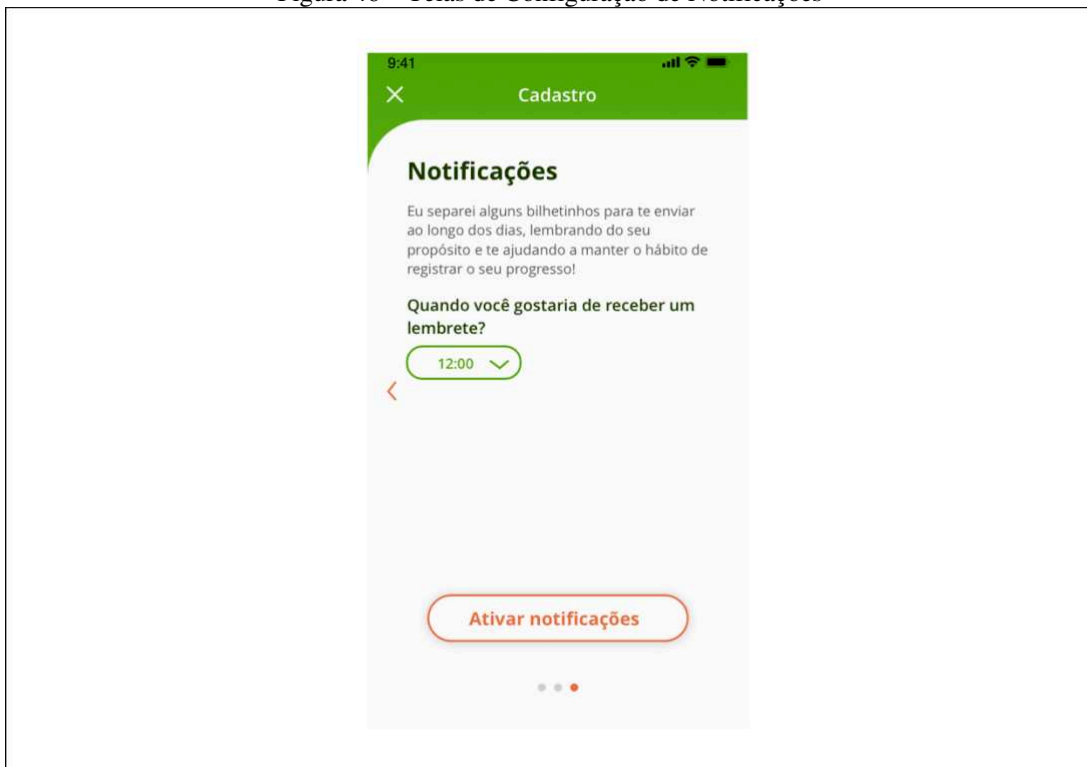 9:41
Cadastro
Notificações
Eu separei alguns bilhetinhos para te enviar
ao longo dos dias, lembrando do seu
propósito e te ajudando a manter o hábito de
registrar o seu progresso!
Quando você gostaria de receber um
lembrete?
12:00
Ativar notificações